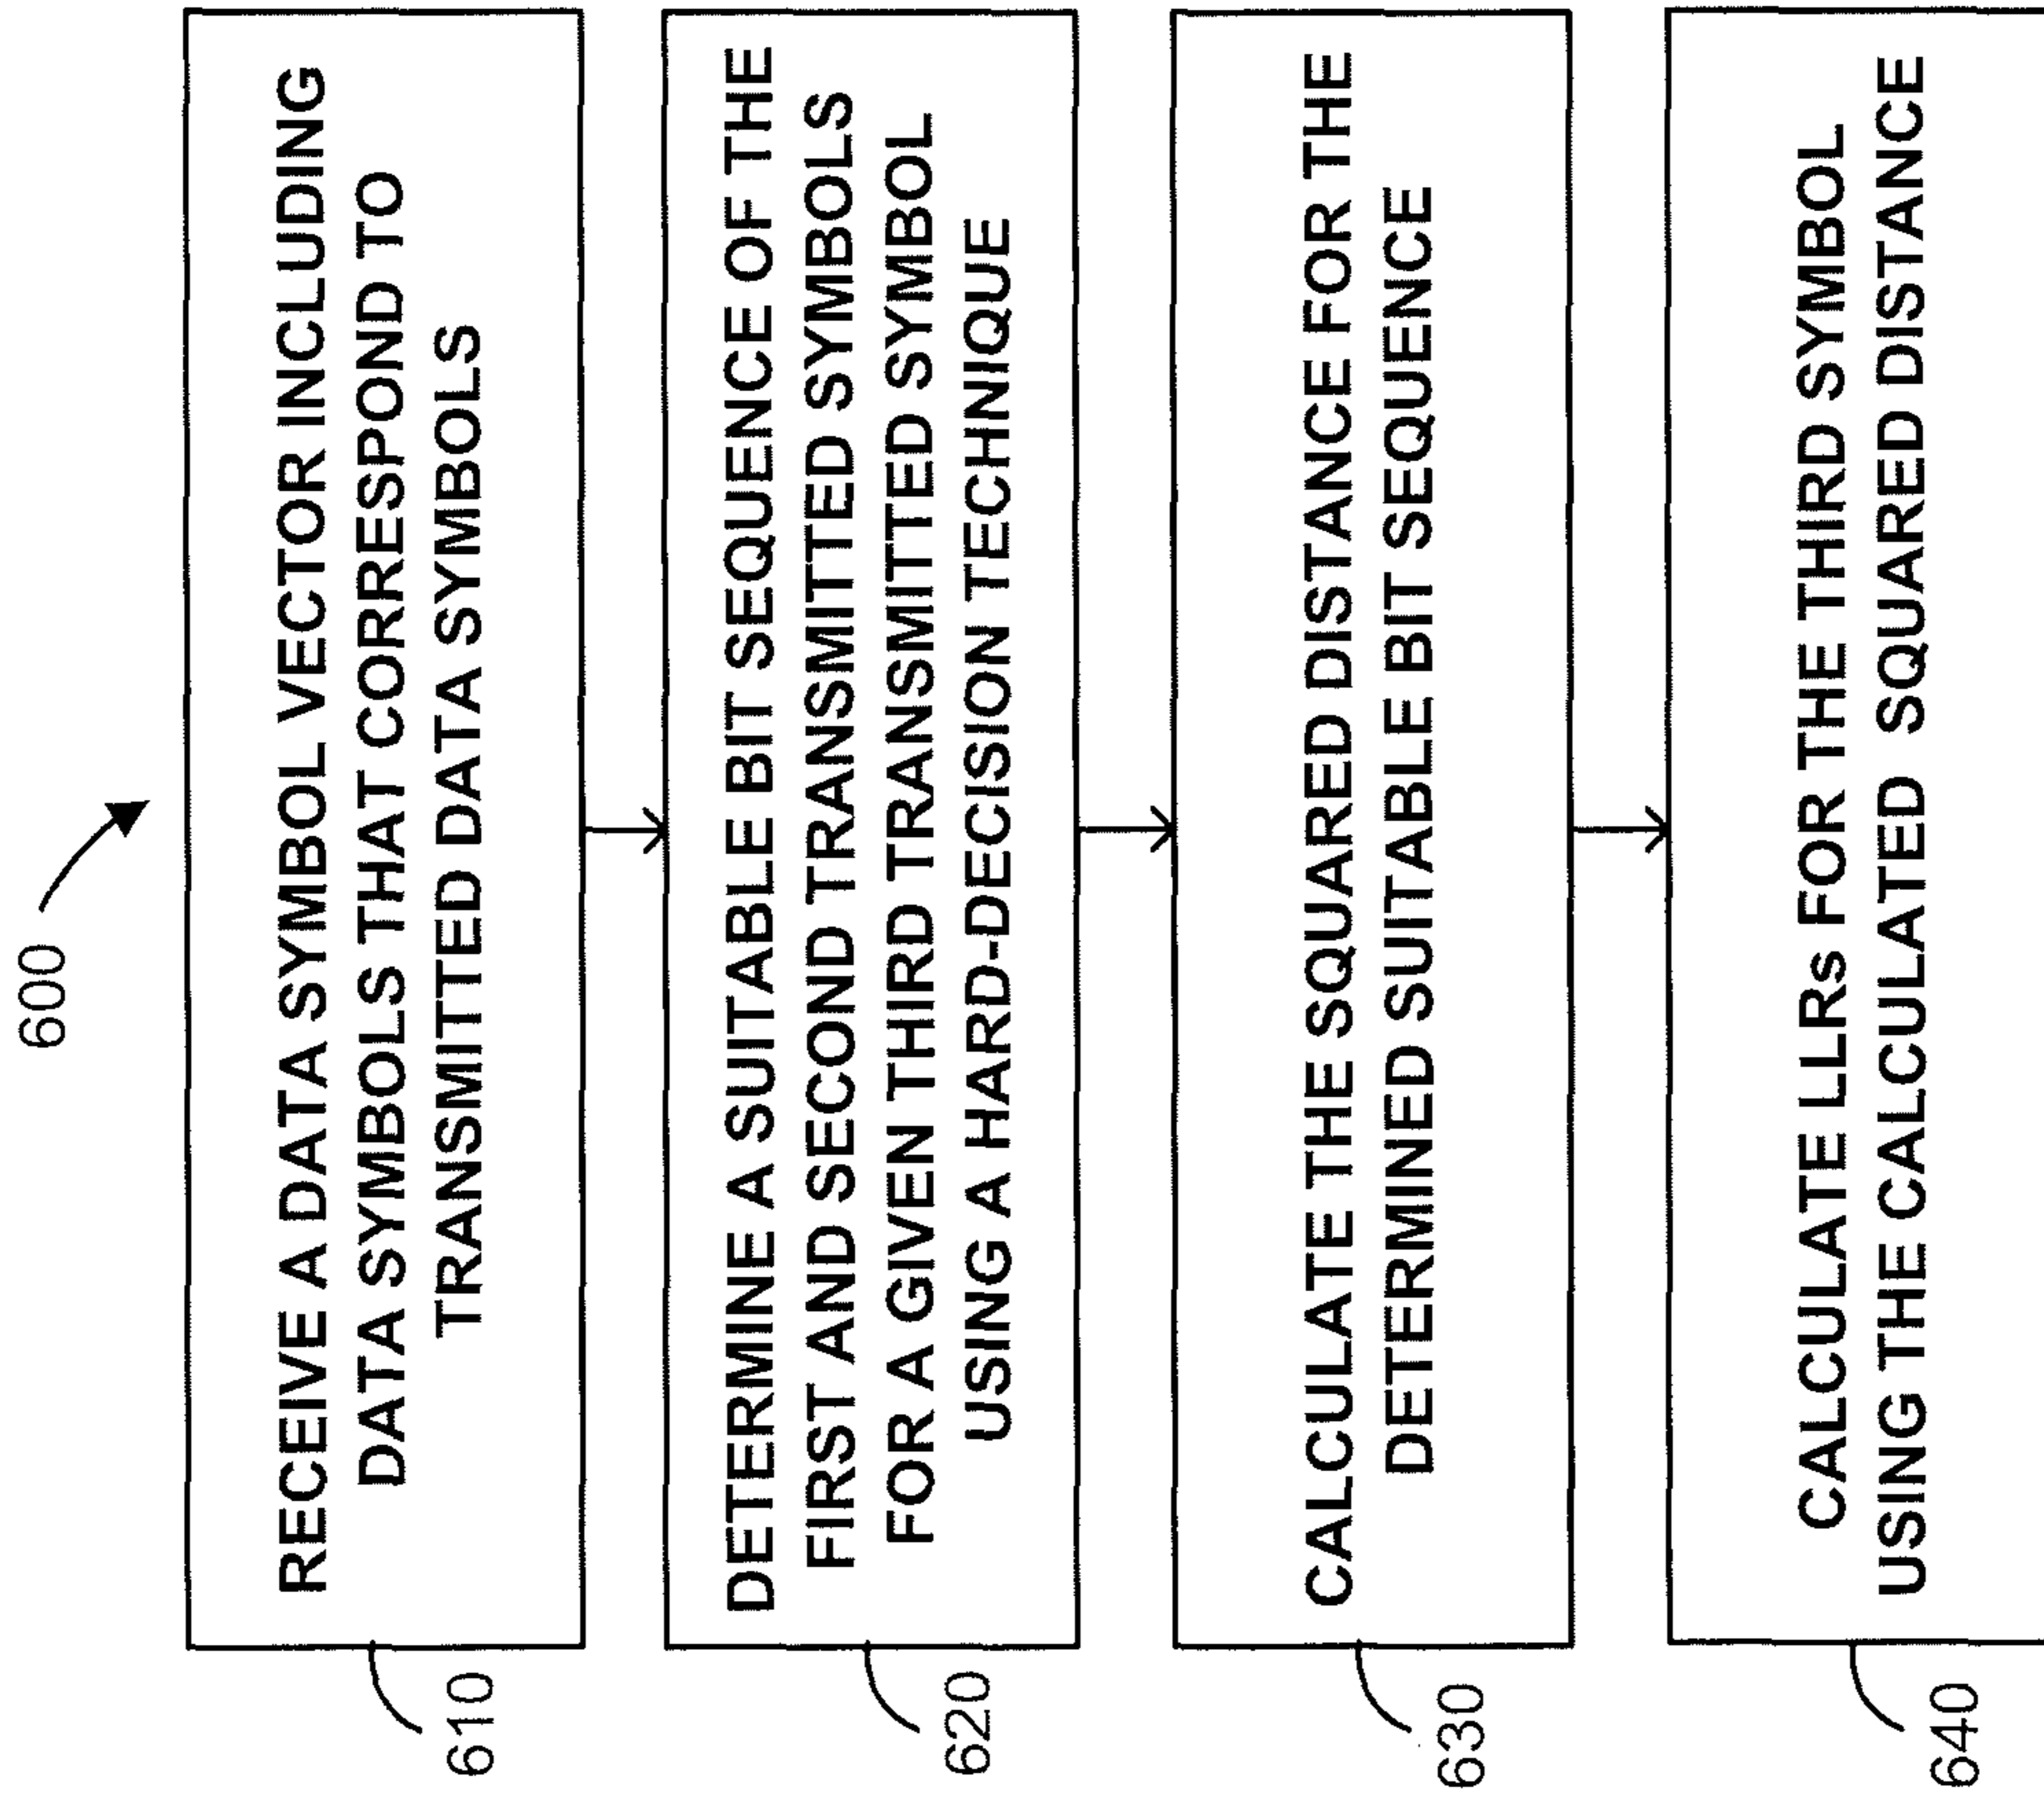 600
610
RECEIVE A DATA SYMBOL VECTOR INCLUDING
DATA SYMBOLS THAT CORRESPOND TO
TRANSMITTED DATA SYMBOLS
620
DETERMINE A SUITABLE BIT SEQUENCE OF THE
FIRST AND SECOND TRANSMITTED SYMBOLS
FOR A GIVEN THIRD TRANSMITTED SYMBOL
USING A HARD-DECISION TECHNIQUE
630
CALCULATE THE SQUARED DISTANCE FOR THE
DETERMINED SUITABLE BIT SEQUENCE
640
CALCULATE LLRs FOR THE THIRD SYMBOL
USING THE CALCULATED SQUARED DISTANCE